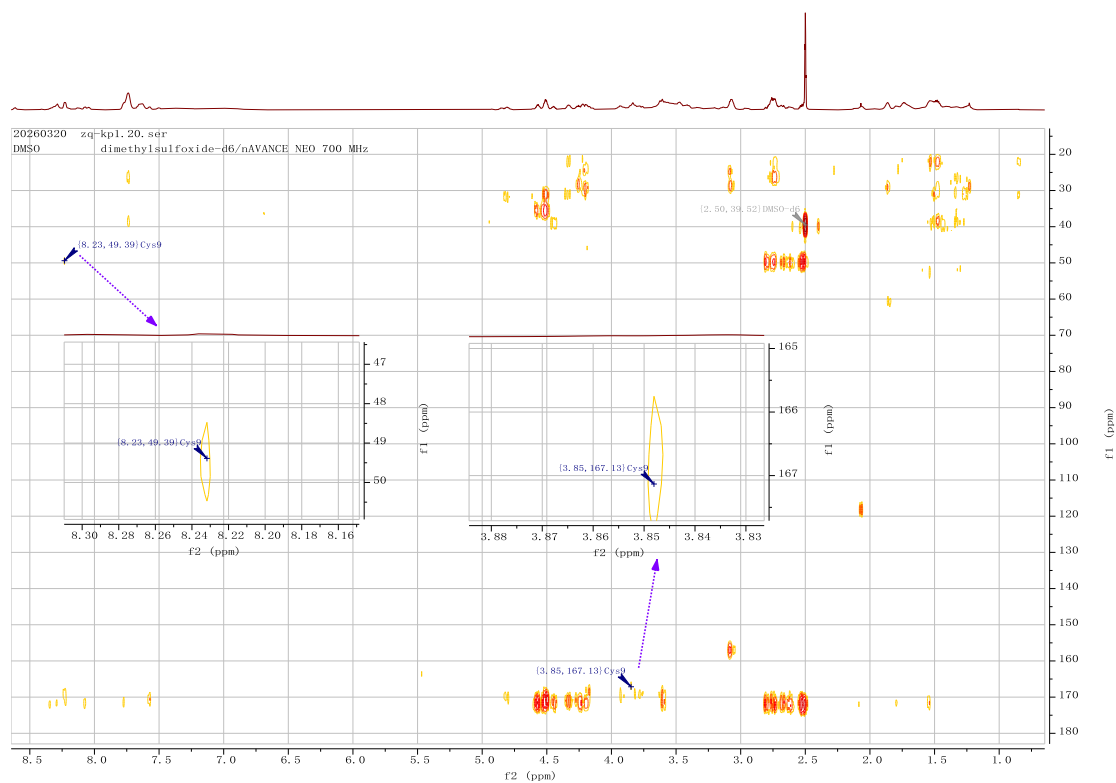 20260320 zq-kpl.20.ser
DMSO dimethylsulfoxide-d6/nAVANCE NEO 700 MHz
20
30
40
50
60
70
80
90
100
110
120
130
140
150
160
170
180
f1 (ppm)
{2.50,39.52}DMSO-d6
{8.23,49.39}Cys9
47
48
49
50
f1 (ppm)
{8.23,49.39}Cys9
8.30 8.28 8.26 8.24 8.22 8.20 8.18 8.16
f2 (ppm)
165
166
167
f1 (ppm)
{3.85,167.13}Cys9
3.88 3.87 3.86 3.85 3.84 3.83
f2 (ppm)
{3.85,167.13}Cys9
8.5 8.0 7.5 7.0 6.5 6.0 5.5 5.0 4.5 4.0 3.5 3.0 2.5 2.0 1.5 1.0
f2 (ppm)